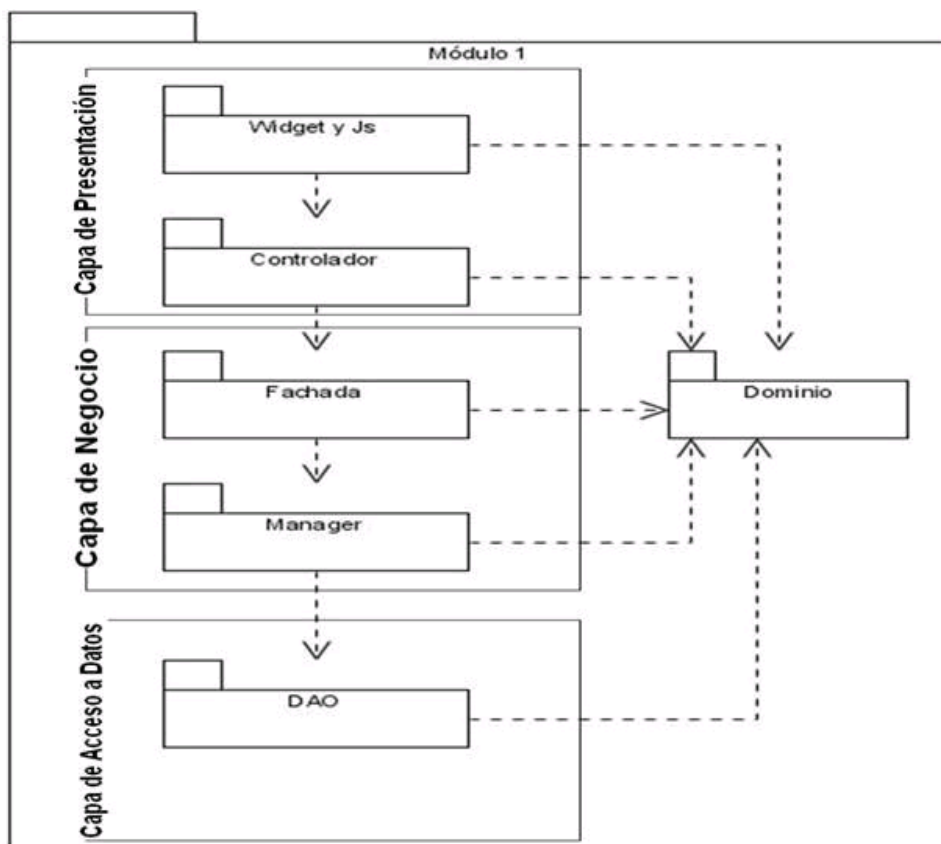 Módulo 1
Capa de Presentación
Widget y Js
Controlador
Capa de Negocio
Fachada
Manager
Dominio
Capa de Acceso a Datos
DAO